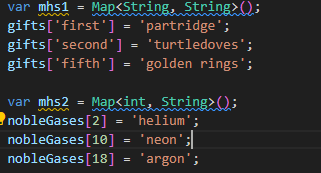 var mhs1 = Map<String, String>();
gifts['first'] = 'partridge';
gifts['second'] = 'turtledoves';
gifts['fifth'] = 'golden rings';
var mhs2 = Map<int, String>();
nobleGases[2] = 'helium';
nobleGases[10] = 'neon';
nobleGases[18] = 'argon';